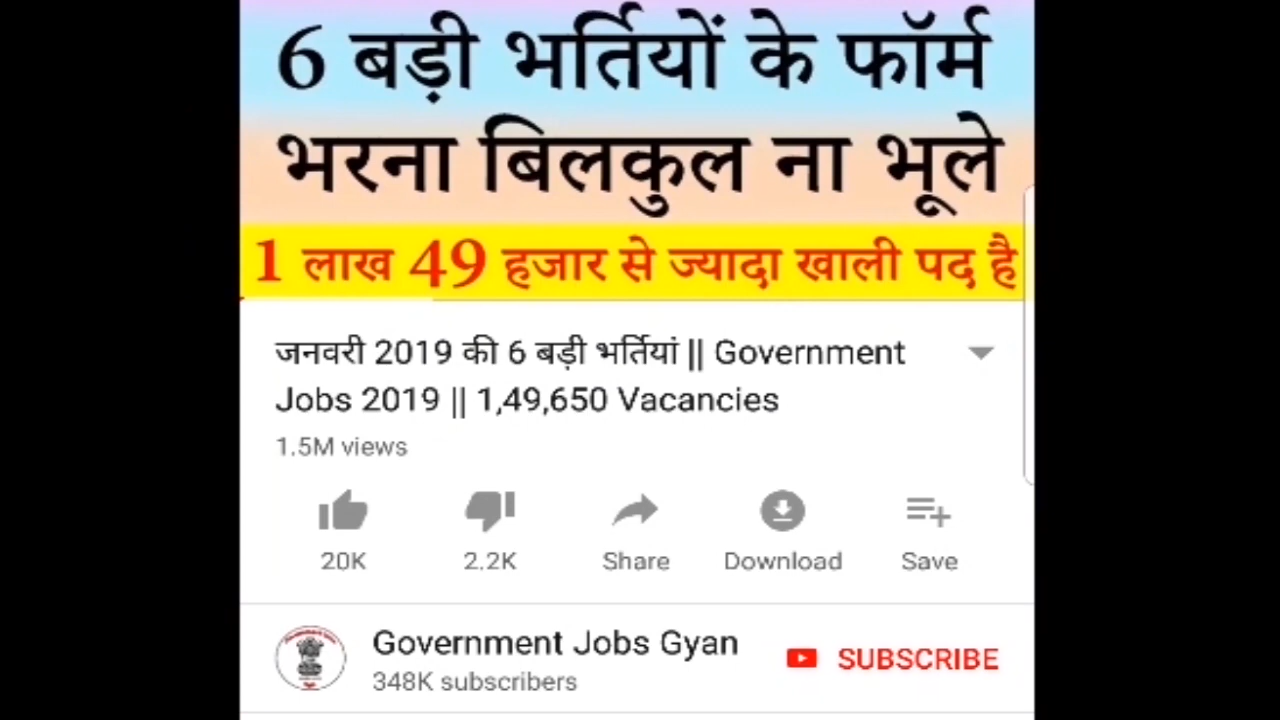 6 बड़ी भर्तियों के फॉर्म
भरना बिलकुल ना भूले
1 लाख 49 हजार से ज्यादा खाली पद है
जनवरी 2019 की 6 बड़ी भर्तियां || Government
Jobs 2019 || 1,49,650 Vacancies
1.5M views
20K 2.2K Share Download Save
Government Jobs Gyan
SUBSCRIBE
348K subscribers